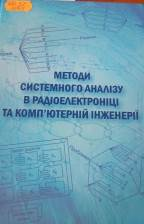 МЕТОДИ
СИСТЕМНОГО АНАЛІЗУ
В РАДІОЕЛЕКТРОНІЦІ
ТА КОМП'ЮТЕРНІЙ ІНЖЕНЕРІЇ